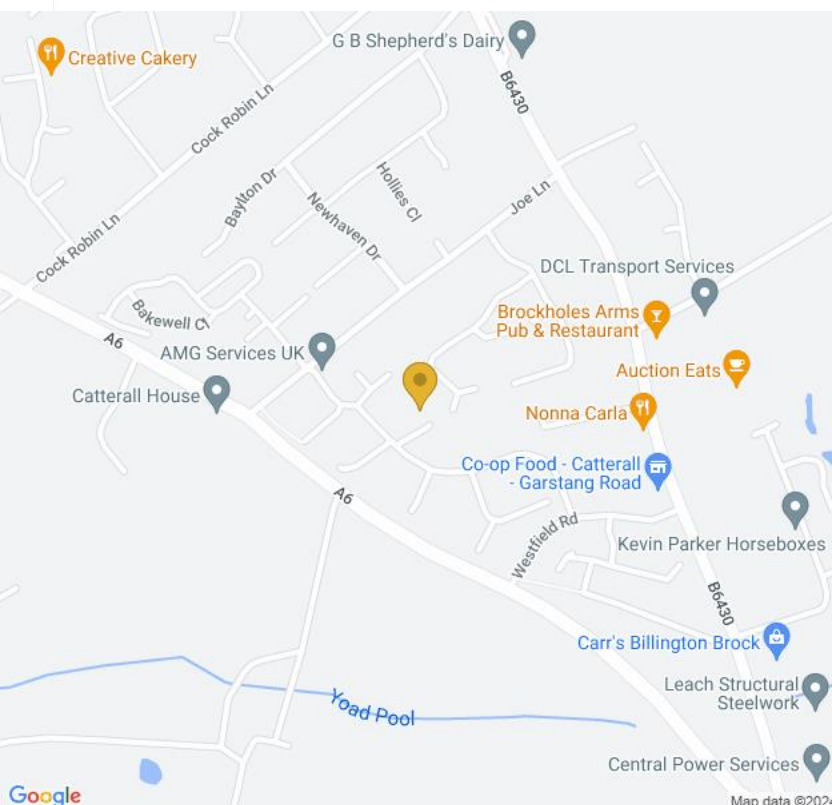 G B Shepherd's Dairy
Creative Cakery
B6430
Cock Robin Ln
Baylton Dr
Hollies Cl
Newhaven Dr
Joe Ln
Cock Robin Ln
DCL Transport Services
Bakewell Cl
Brockholes Arms
Pub & Restaurant
A6
AMG Services UK
Auction Eats
Catterall House
Nonna Carla
Co-op Food - Catterall
- Garstang Road
A6
Westfield Rd
Kevin Parker Horseboxes
B6430
Carr's Billington Brock
Leach Structural
Steelwork
Yoad Pool
Central Power Services
Google
Map data ©2024